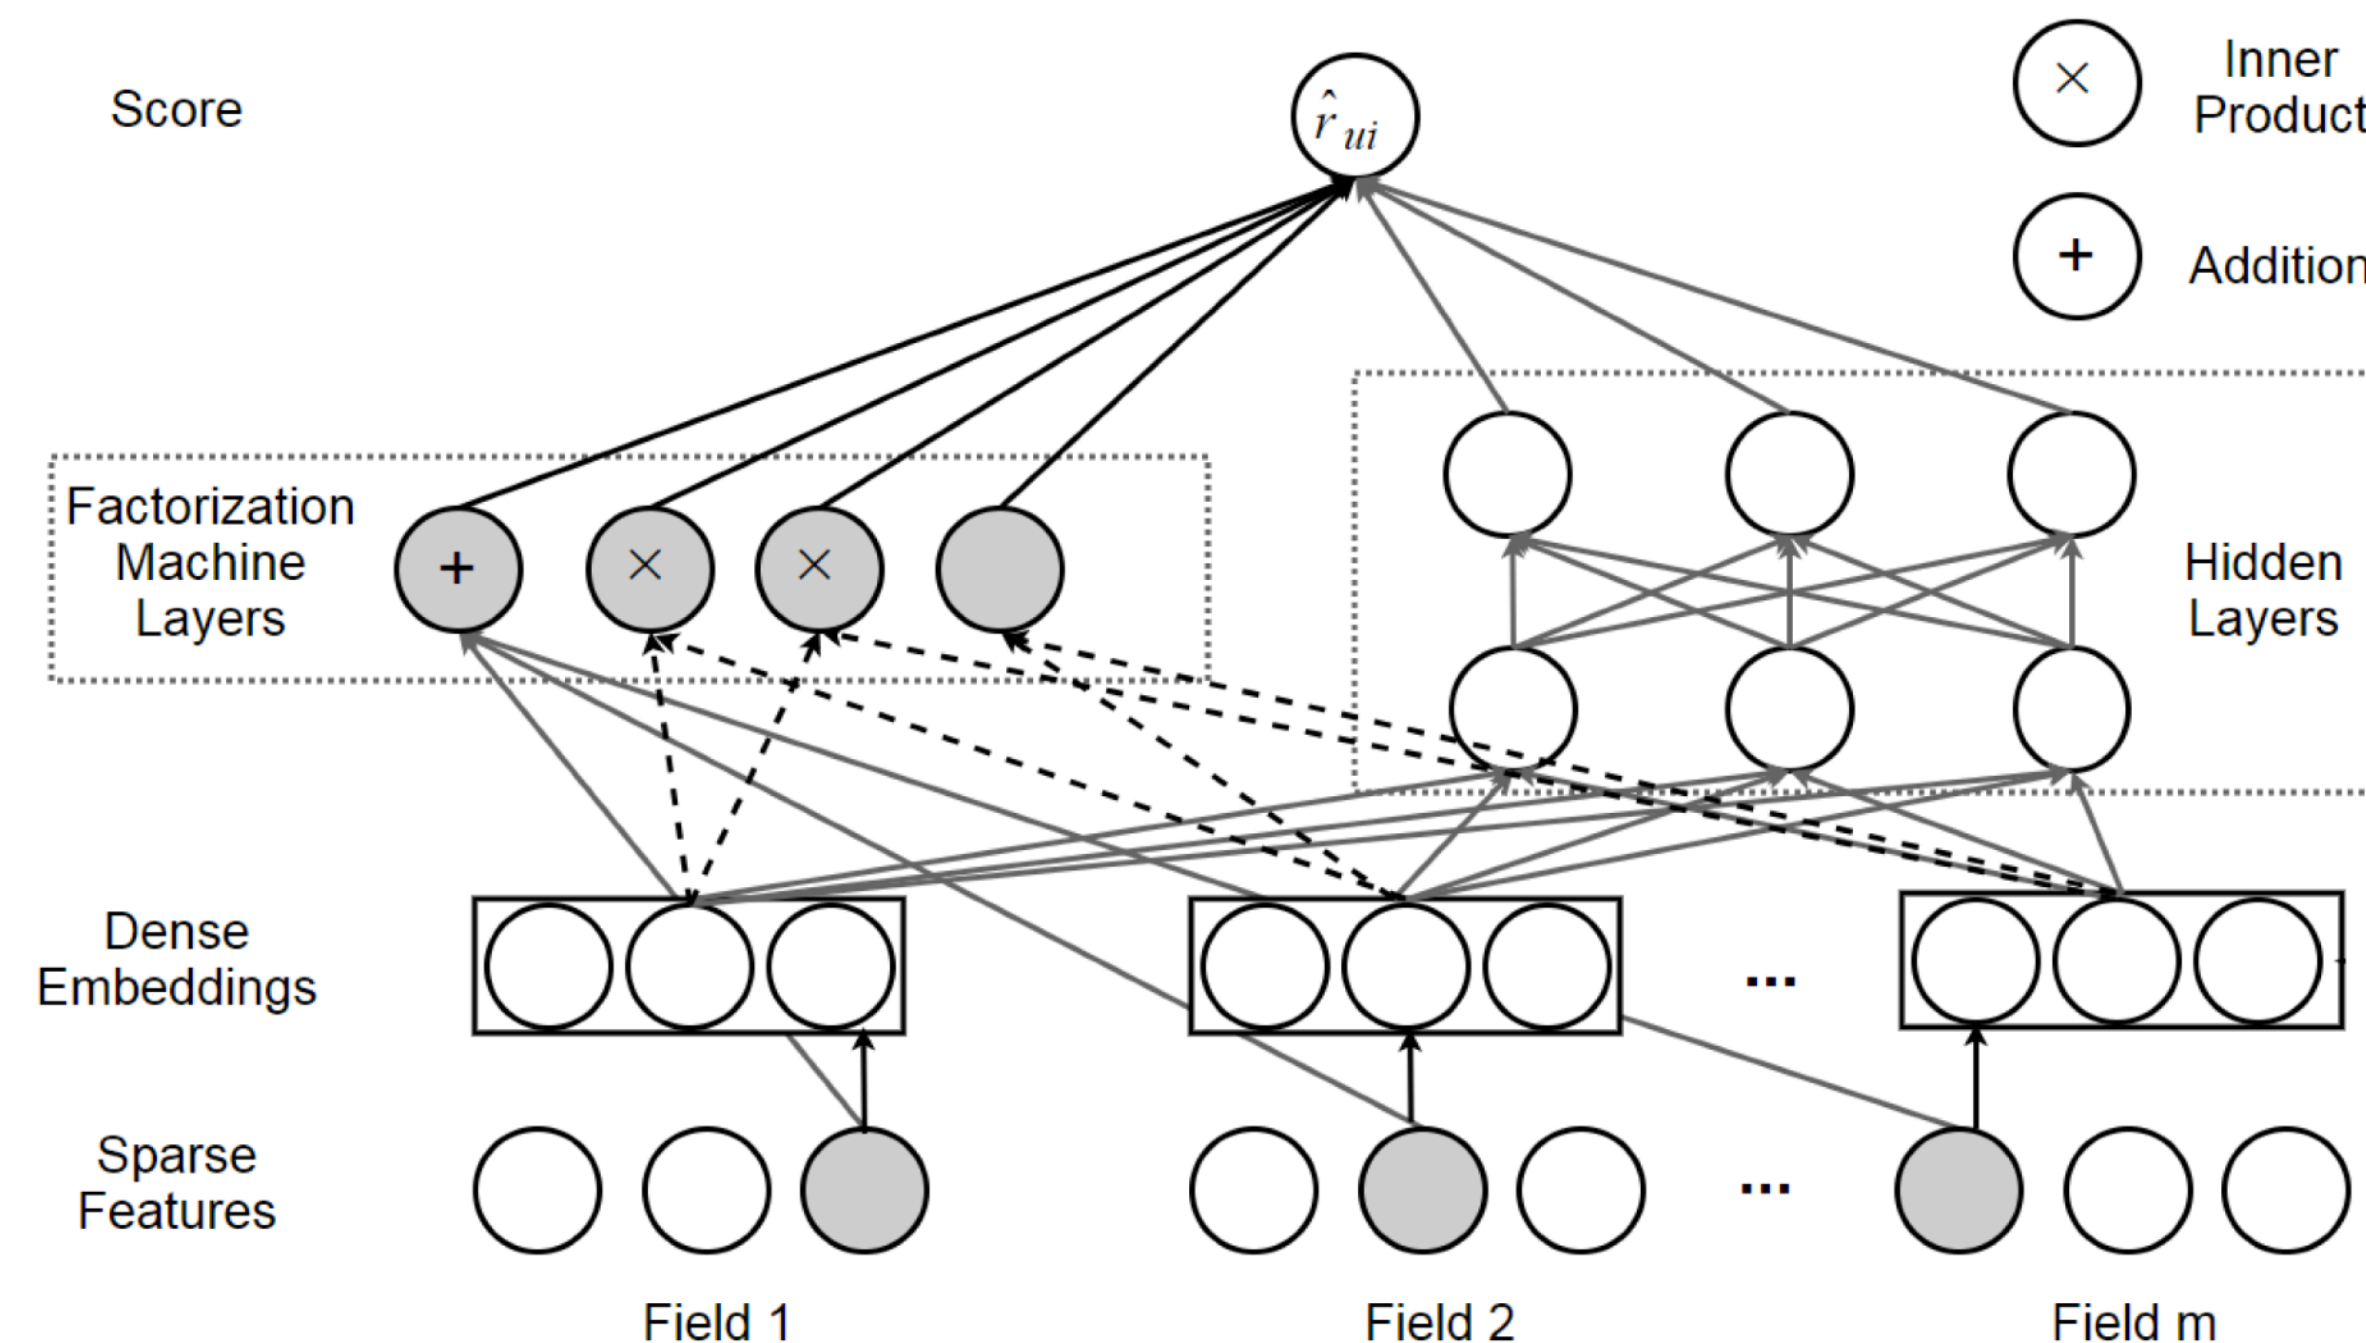 Score
r̂ ui
×
Inner
Product
+
Addition
Factorization
Machine
Layers
+
×
×
Hidden
Layers
Dense
Embeddings
...
Sparse
Features
...
Field 1
Field 2
Field m